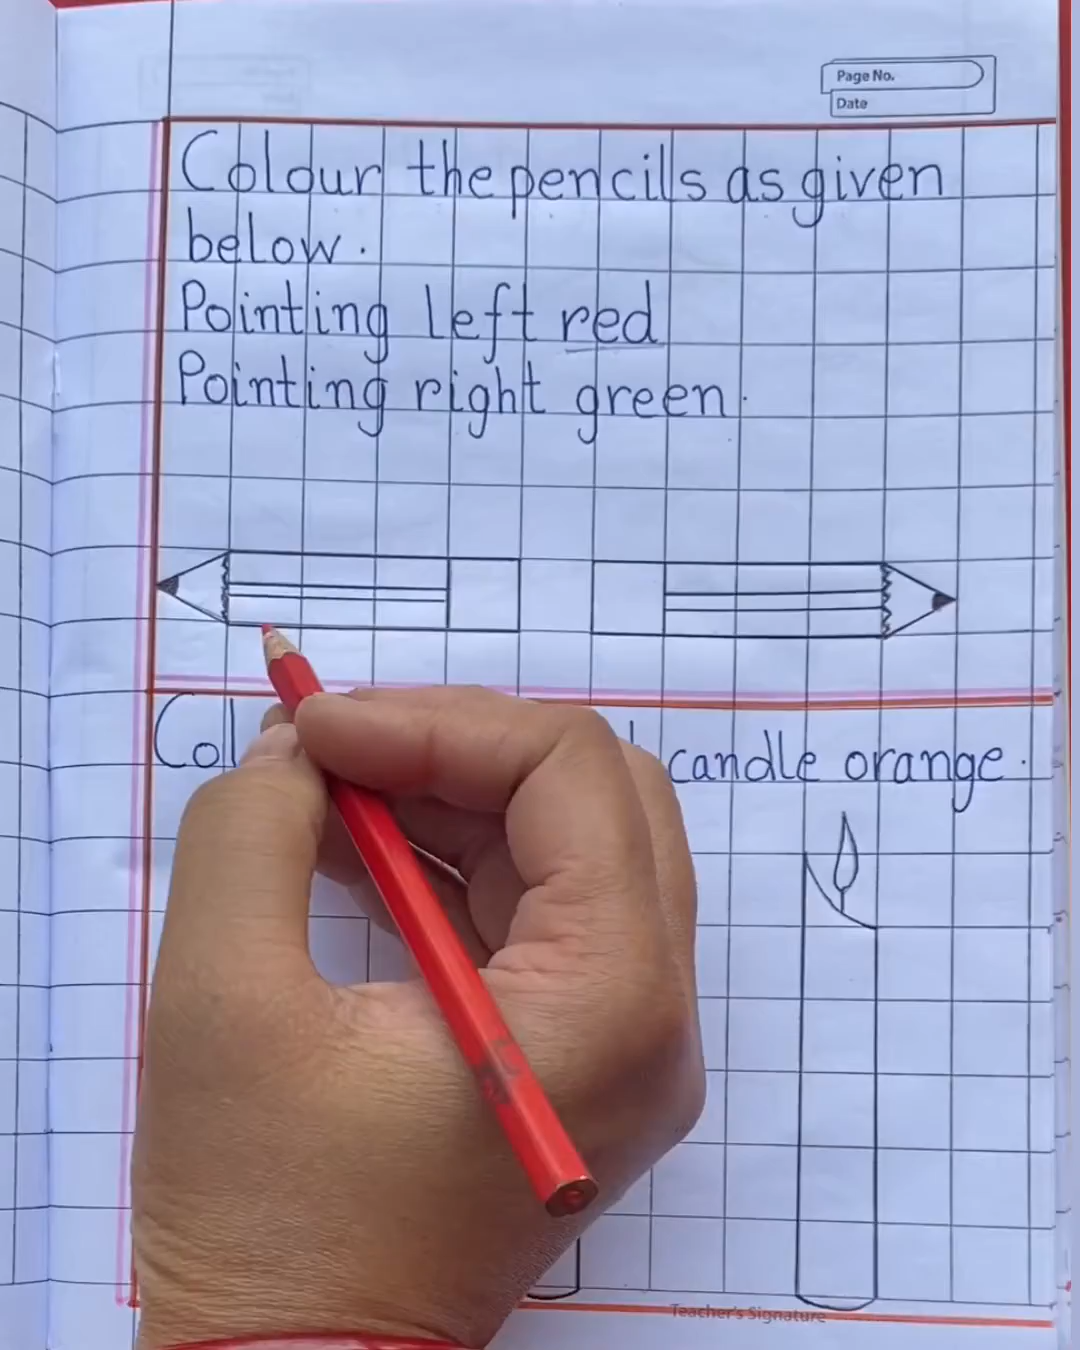 Page No.
Date
Colour the pencils as given
below.
Pointing left red
Pointing right green.
candle orange.
Teacher's Signature